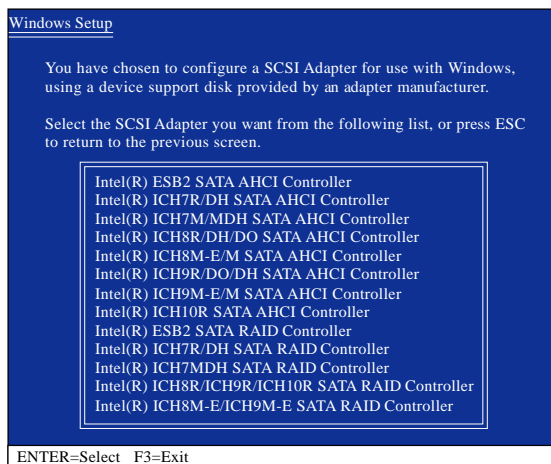 Windows Setup
You have chosen to configure a SCSI Adapter for use with Windows,
using a device support disk provided by an adapter manufacturer.
Select the SCSI Adapter you want from the following list, or press ESC
to return to the previous screen.
Intel(R) ESB2 SATA AHCI Controller
Intel(R) ICH7R/DH SATA AHCI Controller
Intel(R) ICH7M/MDH SATA AHCI Controller
Intel(R) ICH8R/DH/DO SATA AHCI Controller
Intel(R) ICH8M-E/M SATA AHCI Controller
Intel(R) ICH9R/DO/DH SATA AHCI Controller
Intel(R) ICH9M-E/M SATA AHCI Controller
Intel(R) ICH10R SATA AHCI Controller
Intel(R) ESB2 SATA RAID Controller
Intel(R) ICH7R/DH SATA RAID Controller
Intel(R) ICH7MDH SATA RAID Controller
Intel(R) ICH8R/ICH9R/ICH10R SATA RAID Controller
Intel(R) ICH8M-E/ICH9M-E SATA RAID Controller
ENTER=Select F3=Exit